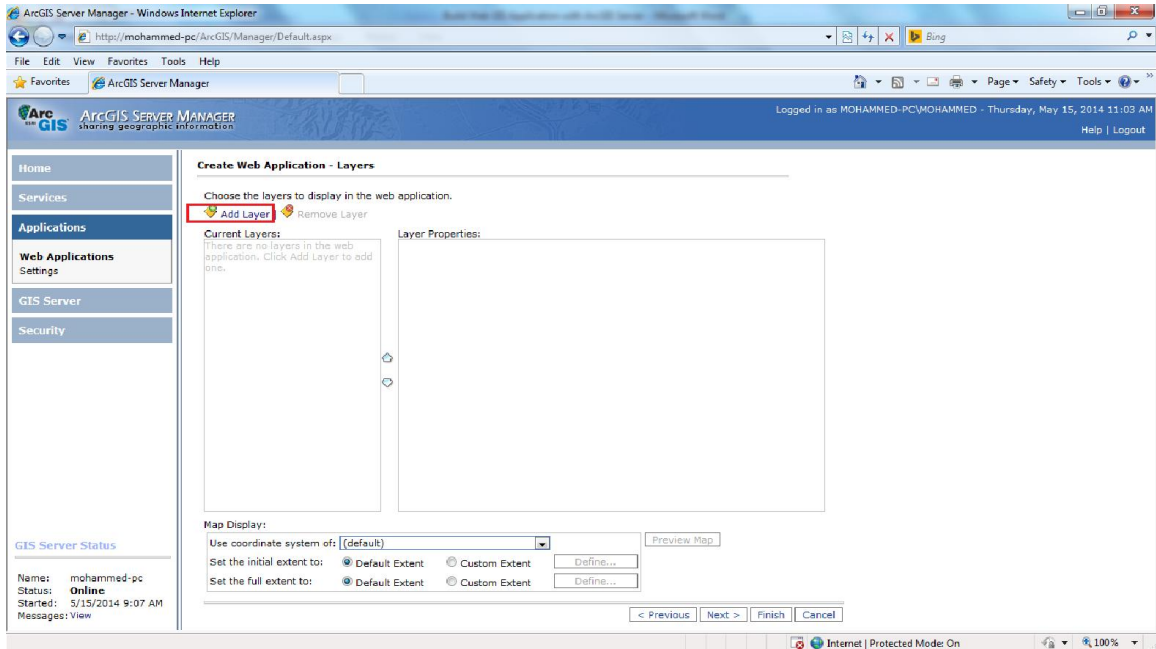 ArcGIS Server Manager - Windows Internet Explorer
http://mohammed-pc/ArcGIS/Manager/Default.aspx
Bing
File Edit View Favorites Tools Help
Favorites ArcGIS Server Manager
Page Safety Tools
Arc GIS ArcGIS Server Manager
sharing geographic information
Logged in as MOHAMMED-PC\MOHAMMED - Thursday, May 15, 2014 11:03 AM
Help | Logout
Home
Services
Applications
Web Applications
Settings
GIS Server
Security
GIS Server Status
Name: mohammed-pc
Status: Online
Started: 5/15/2014 9:07 AM
Messages: View
Create Web Application - Layers
Choose the layers to display in the web application.
Add Layer Remove Layer
Current Layers: Layer Properties:
There are no layers in the web
application. Click Add Layer to add
one.
Map Display:
Use coordinate system of: (default) Preview Map
Set the initial extent to: Default Extent Custom Extent Define...
Set the full extent to: Default Extent Custom Extent Define...
< Previous Next > Finish Cancel
Internet | Protected Mode: On 100%